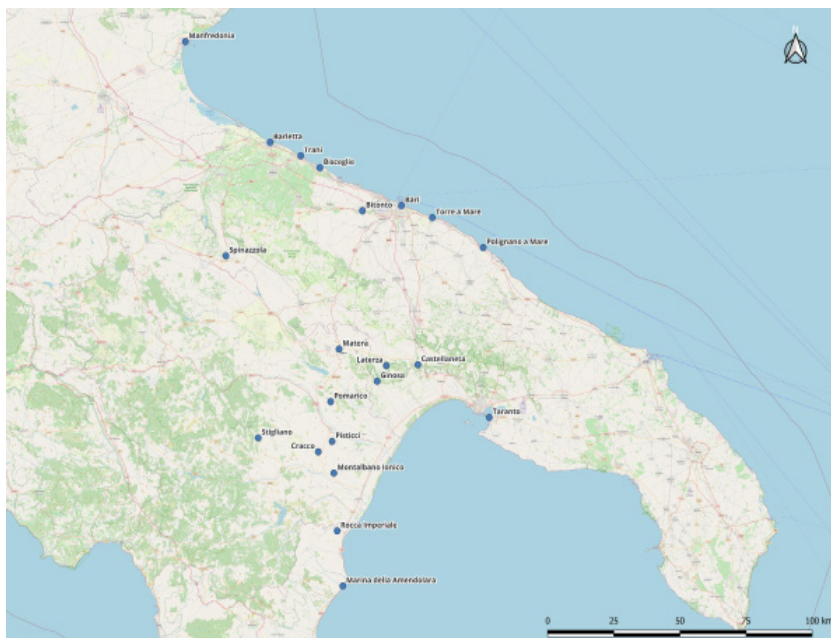 N
Manfredonia
Barletta
Trani
Bisceglie
Bari
Bitonto
Torre a Mare
Polignano a Mare
Spinazzola
Matera
Laterza
Castellaneta
Ginosa
Pomarico
Taranto
Stigliano
Pisticci
Cracco
Montalbano Ionico
Rocca Imperiale
Marina della Amendolara
0 25 50 75 100 km